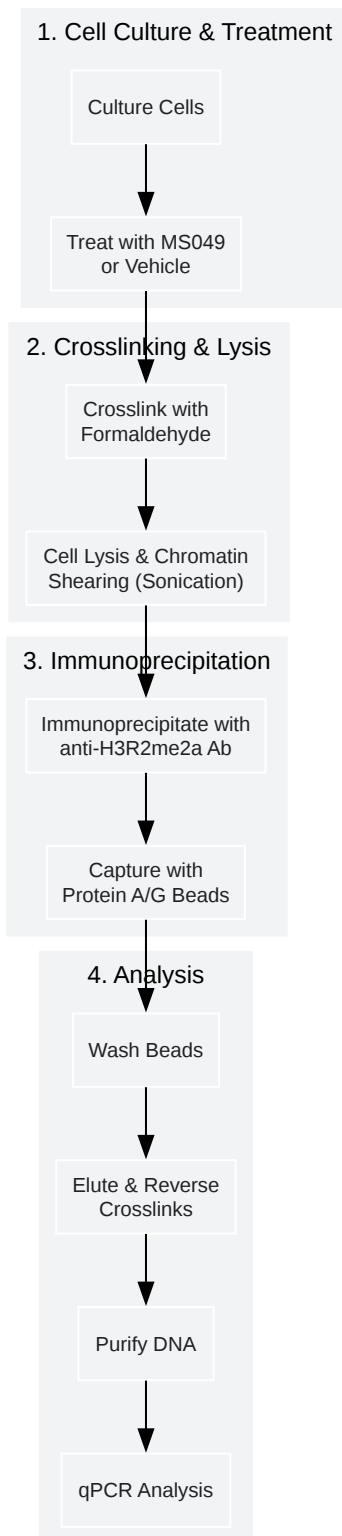 1. Cell Culture & Treatment
Culture Cells
Treat with MS049
or Vehicle
2. Crosslinking & Lysis
Crosslink with
Formaldehyde
Cell Lysis & Chromatin
Shearing (Sonication)
3. Immunoprecipitation
Immunoprecipitate with
anti-H3R2me2a Ab
Capture with
Protein A/G Beads
4. Analysis
Wash Beads
Elute & Reverse
Crosslinks
Purify DNA
qPCR Analysis